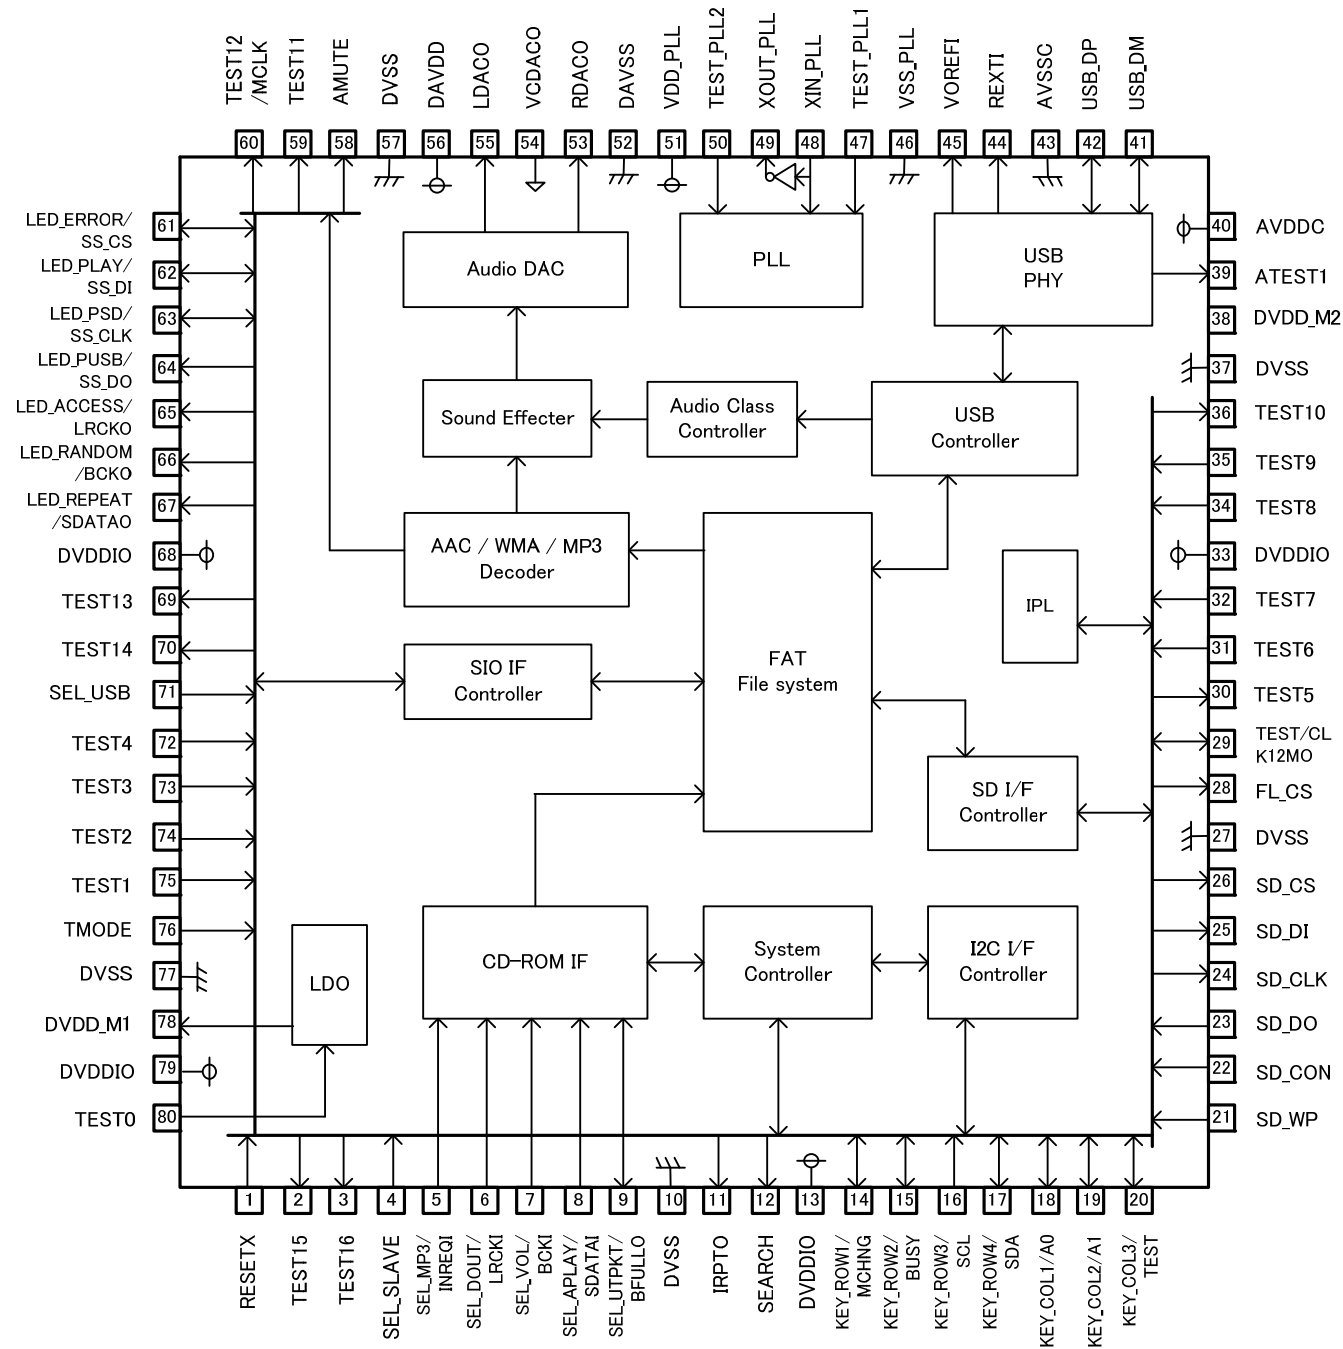 TEST12
/MCLK
TEST11
AMUTE
DVSS
DAVDD
LDACO
VCDACO
RDACO
DAVSS
VDD_PLL
TEST_PLL2
XOUT_PLL
XIN_PLL
TEST_PLL1
VSS_PLL
VOREFI
REXTI
AVSSC
USB_DP
USB_DM
60
59
58
57
56
55
54
53
52
51
50
49
48
47
46
45
44
43
42
41
LED_ERROR/
SS_CS
61
LED_PLAY/
SS_DI
62
LED_PSD/
SS_CLK
63
LED_PUSB/
SS_DO
64
LED_ACCESS/
LRCKO
65
LED_RANDOM
/BCKO
66
LED_REPEAT
/SDATAO
67
DVDDIO
68
TEST13
69
TEST14
70
SEL_USB
71
TEST4
72
TEST3
73
TEST2
74
TEST1
75
TMODE
76
DVSS
77
DVDD_M1
78
DVDDIO
79
TEST0
80
Audio DAC
PLL
USB
PHY
Sound Effecter
Audio Class
Controller
USB
Controller
AAC / WMA / MP3
Decoder
FAT
File system
IPL
SIO IF
Controller
SD I/F
Controller
LDO
CD-ROM IF
System
Controller
I2C I/F
Controller
40
AVDDC
39
ATEST1
38
DVDD_M2
37
DVSS
36
TEST10
35
TEST9
34
TEST8
33
DVDDIO
32
TEST7
31
TEST6
30
TEST5
29
TEST/CL
K12MO
28
FL_CS
27
DVSS
26
SD_CS
25
SD_DI
24
SD_CLK
23
SD_DO
22
SD_CON
21
SD_WP
1
2
3
4
5
6
7
8
9
10
11
12
13
14
15
16
17
18
19
20
RESETX
TEST15
TEST16
SEL_SLAVE
SEL_MP3/
INREQI
SEL_DOUT/
LRCKI
SEL_VOL/
BCKI
SEL_APLAY/
SDATAI
SEL_UTPKT/
BFULLO
DVSS
IRPTO
SEARCH
DVDDIO
KEY_ROW1/
MCHNG
KEY_ROW2/
BUSY
KEY_ROW3/
SCL
KEY_ROW4/
SDA
KEY_COL1/A0
KEY_COL2/A1
KEY_COL3/
TEST